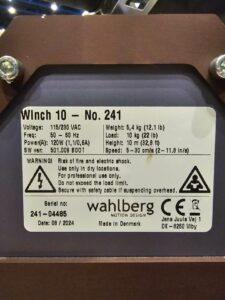 Winch 10 - No. 241
Voltage: 115/230 VAC
Freq: 50 - 60 Hz
Power(A): 120W (1,1/0,6A)
SW ver: 501.009 BOOT
Weight: 5,4 kg (12.1 lb)
Load: 10 kg (22 lb)
Height: 10 m (32,8 ft)
Speed: 5-30 cm/s (2-11.8 in/s)
WARNING: Risk of fire and electric shock.
Use only in dry locations.
For professional use only.
Do not exceed the load.
Secure with safety cable if suspending overhead.
Serial no:
241-04485
Date: 08 / 2024
wahlberg
MOTION DESIGN
Made in Denmark
CE
Jens Juuls Vej 1
DK-8260 Viby